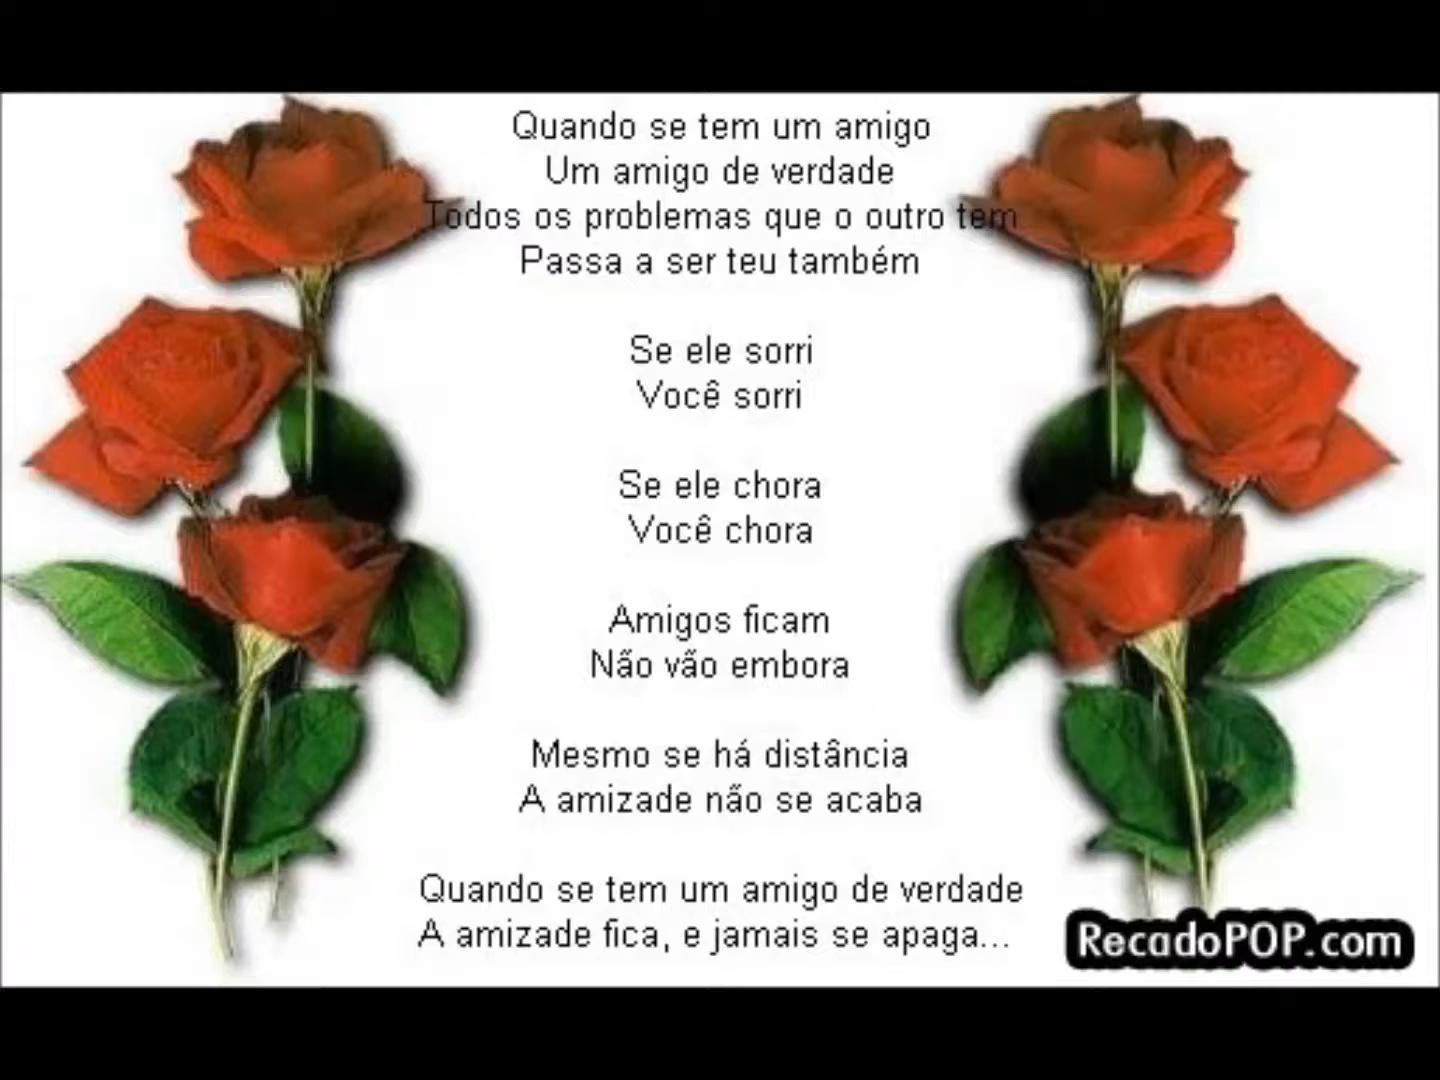 Quando se tem um amigo
Um amigo de verdade
Todos os problemas que o outro tem
Passa a ser teu também
Se ele sorri
Você sorri
Se ele chora
Você chora
Amigos ficam
Não vão embora
Mesmo se há distância
A amizade não se acaba
Quando se tem um amigo de verdade
A amizade fica, e jamais se apaga...
RecadoPOP.com